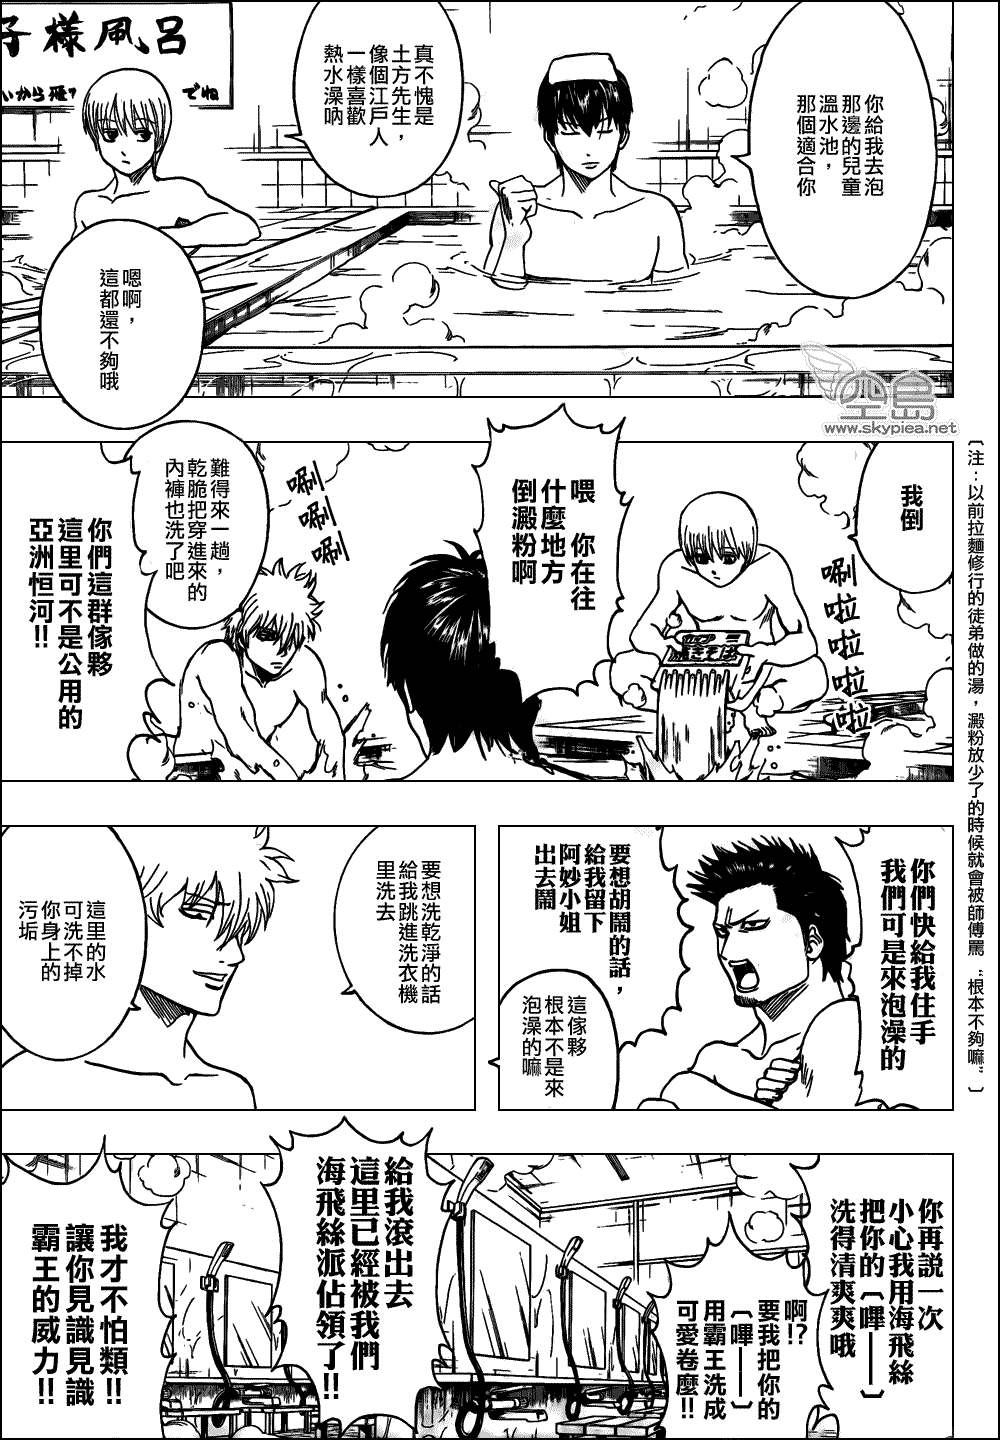 子様風呂
でね
你給我去泡
那邊的兒童
溫水池，
那個適合你
真不愧是
土方先生，
像個江戶人
一樣喜歡
熱水澡吶
嗯啊，
這都還不夠哦
空島
www.skypiea.net
我倒
唰啦啦啦啦
喂 你在往
什麼地方
倒澱粉啊
唰唰唰
難得來一趟，
乾脆把穿進來的
內褲也洗了吧
你們這群傢夥
這里可不是公用的
亞洲恒河!!
〔注：以前拉麵修行的徒弟做的湯，澱粉放少了的時候就會被師傅罵“根本不夠嘛”〕
你們快給我住手
我們可是來泡澡的
要想胡鬧的話，
給我留下
阿妙小姐
出去鬧
這傢夥
根本不是來
泡澡的嘛
要想洗乾淨的話
給我跳進洗衣機
里洗去
這里的水
可洗不掉
你身上的
污垢
你再說一次
小心我用海飛絲
把你的〔嗶——〕
洗得清爽爽哦
啊!?
要我把你的
〔嗶——〕
用霸王洗成
可愛卷麼!!
給我滾出去
這里已經被我們
海飛絲派佔領了!!
我才不怕類!!
讓你見識見識
霸王的威力!!